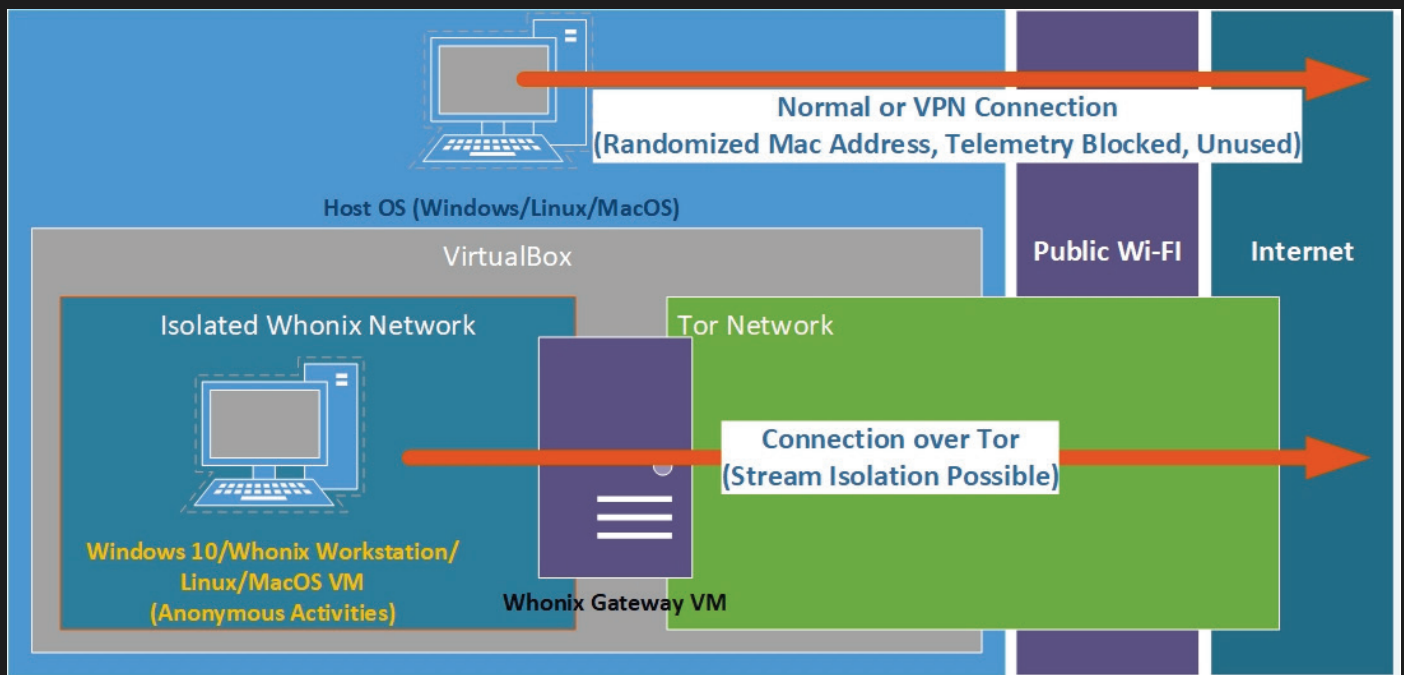 Normal or VPN Connection
(Randomized Mac Address, Telemetry Blocked, Unused)
Host OS (Windows/Linux/MacOS)
VirtualBox
Public Wi-FI
Internet
Isolated Whonix Network
Tor Network
Connection over Tor
(Stream Isolation Possible)
Windows 10/Whonix Workstation/
Linux/MacOS VM
(Anonymous Activities)
Whonix Gateway VM